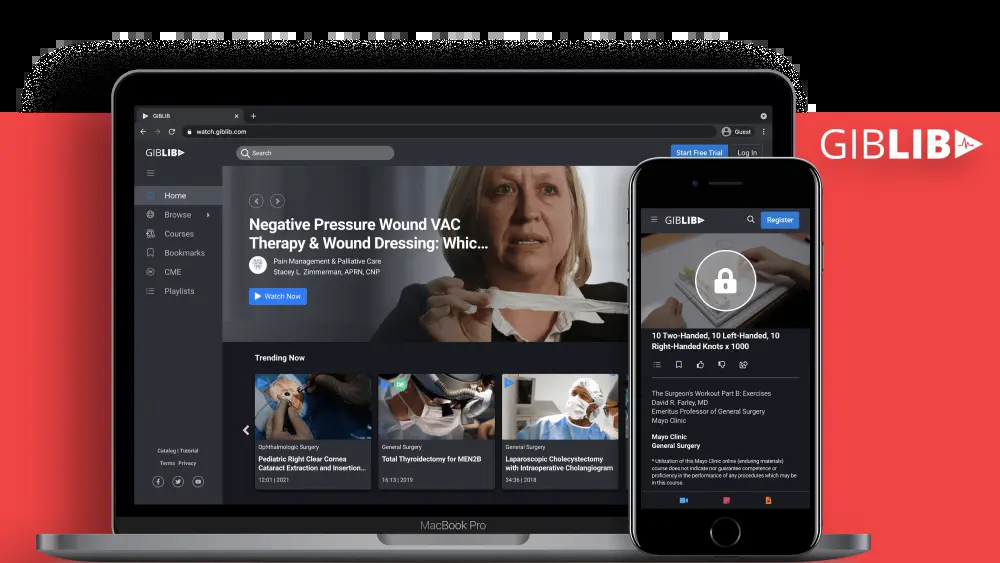 GIBLIB
watch.giblib.com
Guest
GIBLIB
Search
Start Free Trial
Log In
Home
Browse
Courses
Bookmarks
CME
Playlists
Catalog | Tutorial
Terms Privacy
Negative Pressure Wound VAC
Therapy & Wound Dressing: Whic...
Pain Management & Palliative Care
Stacey L. Zimmerman, APRN, CNP
Watch Now
Trending Now
Ophthalmologic Surgery
Pediatric Right Clear Cornea
Cataract Extraction and Insertion...
12:01 | 2021
General Surgery
Total Thyroidectomy for MEN2B
16:13 | 2019
General Surgery
Laparoscopic Cholecystectomy
with Intraoperative Cholangiogram
34:36 | 2018
MacBook Pro
GIBLIB
GIBLIB
Register
10 Two-Handed, 10 Left-Handed, 10
Right-Handed Knots x 1000
The Surgeon's Workout Part B: Exercises
David R. Farley, MD
Emeritus Professor of General Surgery
Mayo Clinic
Mayo Clinic
General Surgery
* Utilization of this Mayo Clinic online (enduring materials)
course does not indicate nor guarantee competence or
proficiency in the performance of any procedures which may be
in this course.